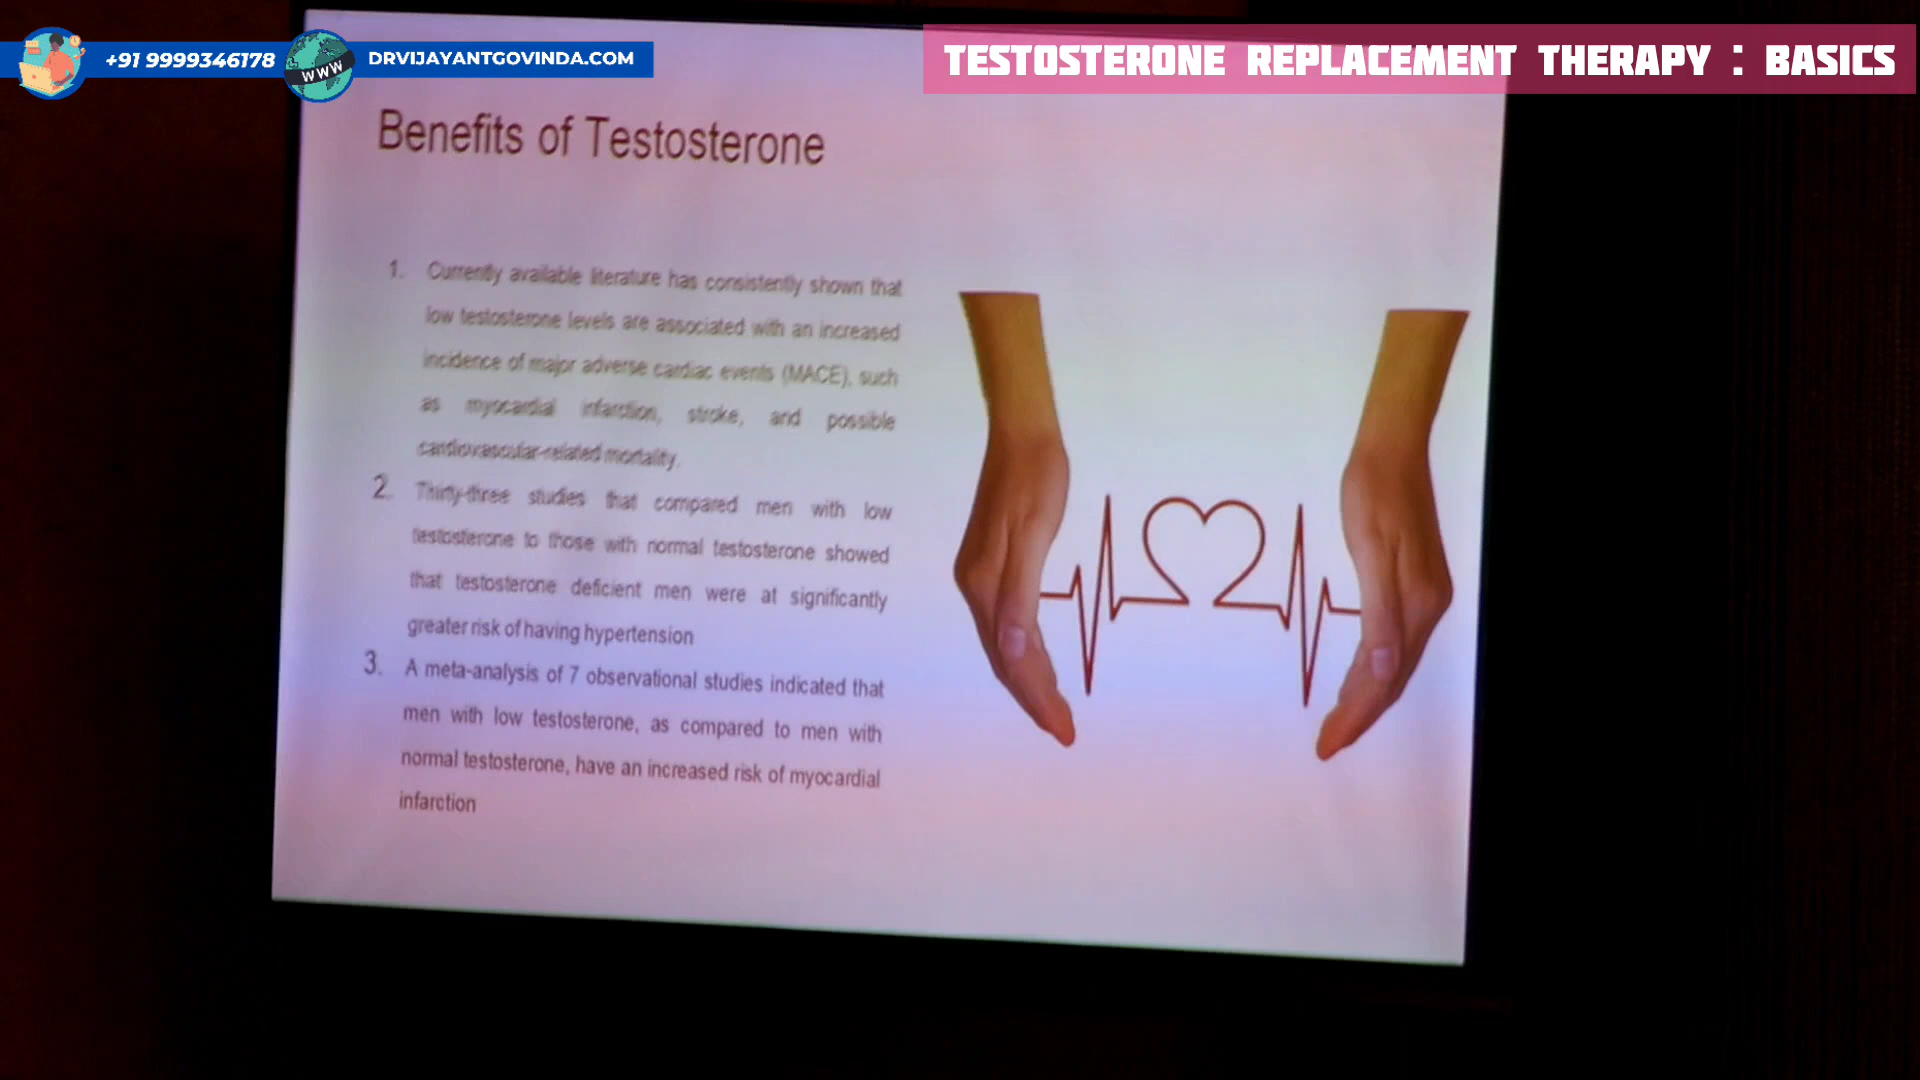 +91 9999346178
WWW
DRVIJAYANTGOVINDA.COM
TESTOSTERONE REPLACEMENT THERAPY : BASICS
Benefits of Testosterone
1. Currently available literature has consistently shown that
low testosterone levels are associated with an increased
incidence of major adverse cardiac events (MACE), such
as myocardial infarction, stroke, and possible
cardiovascular-related mortality.
2. Thirty-three studies that compared men with low
testosterone to those with normal testosterone showed
that testosterone deficient men were at significantly
greater risk of having hypertension
3. A meta-analysis of 7 observational studies indicated that
men with low testosterone, as compared to men with
normal testosterone, have an increased risk of myocardial
infarction